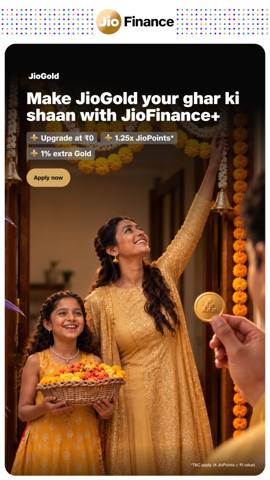 Jio Finance
JioGold
Make JioGold your ghar ki
shaan with JioFinance+
Upgrade at ₹0
1.25x JioPoints*
1% extra Gold
Apply now
*T&C apply. (4 JioPoints = ₹1 value)